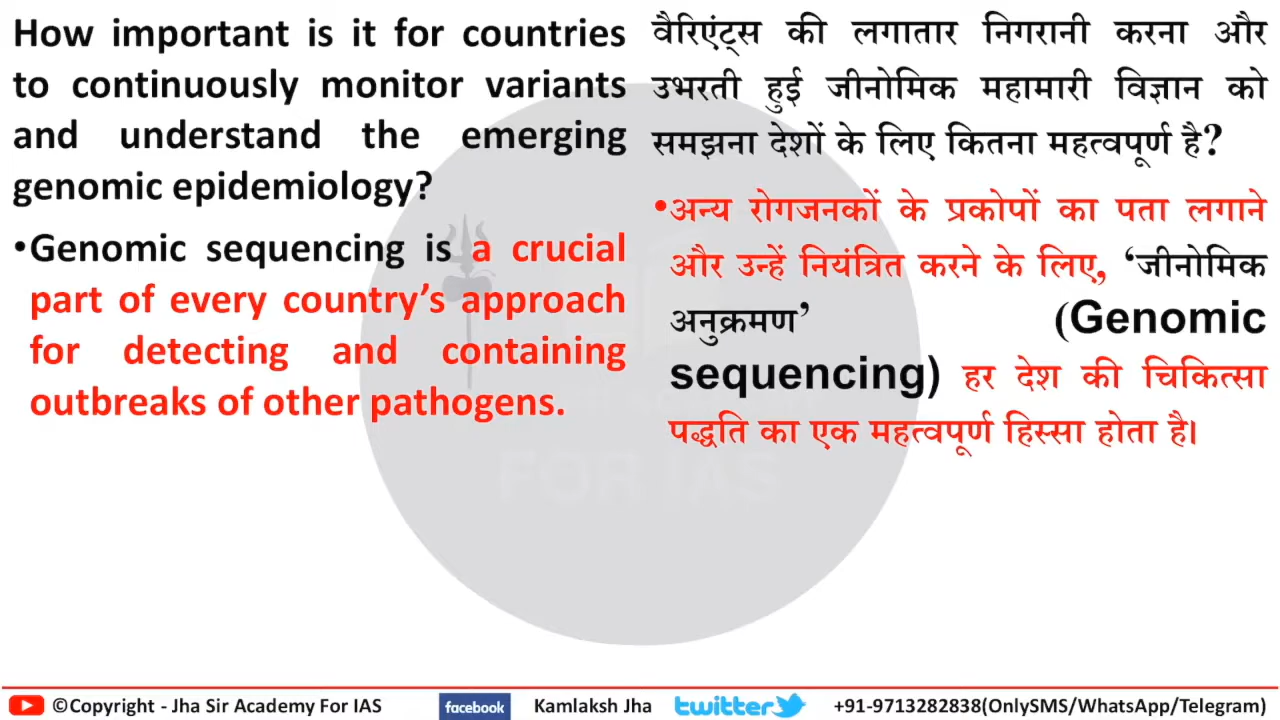 How important is it for countries
to continuously monitor variants
and understand the emerging
genomic epidemiology?
•Genomic sequencing is a crucial
part of every country's approach
for detecting and containing
outbreaks of other pathogens.
वैरिएंट्स की लगातार निगरानी करना और
उभरती हुई जीनोमिक महामारी विज्ञान को
समझना देशों के लिए कितना महत्वपूर्ण है?
•अन्य रोगजनकों के प्रकोपों का पता लगाने
और उन्हें नियंत्रित करने के लिए, ‘जीनोमिक
अनुक्रमण’ (Genomic
sequencing) हर देश की चिकित्सा
पद्धति का एक महत्वपूर्ण हिस्सा होता है।
FOR IAS
©Copyright - Jha Sir Academy For IAS facebook Kamlaksh Jha twitter +91-9713282838(OnlySMS/WhatsApp/Telegram)